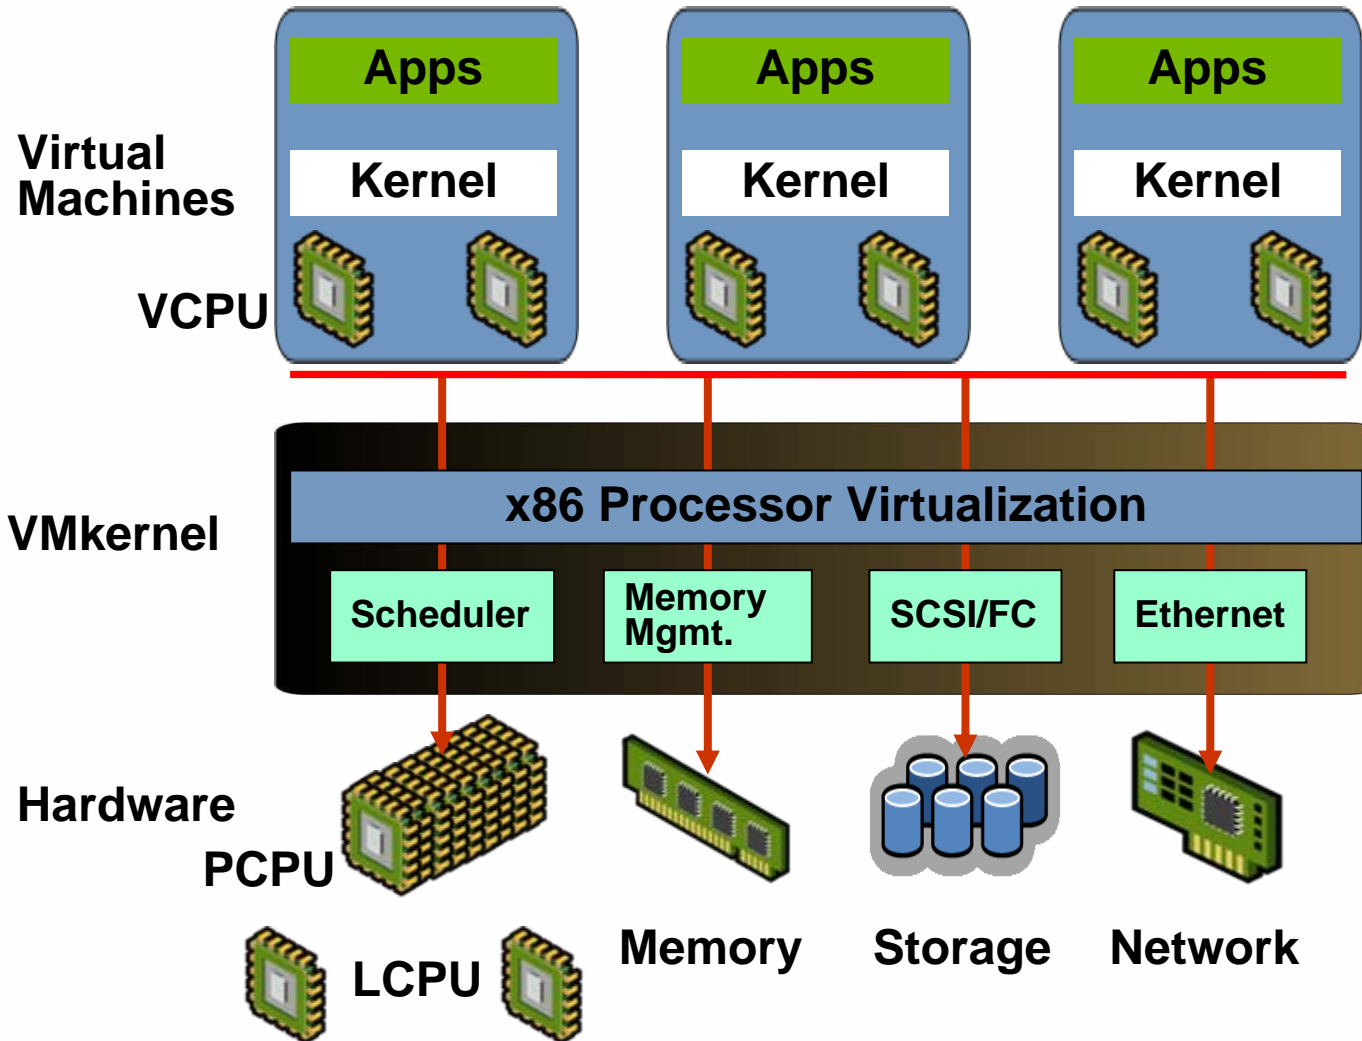 Apps
Apps
Apps
Virtual
Machines
Kernel
Kernel
Kernel
VCPU
x86 Processor Virtualization
VMkernel
Scheduler
Memory
Mgmt.
SCSI/FC
Ethernet
Hardware
PCPU
Memory
Storage
Network
LCPU